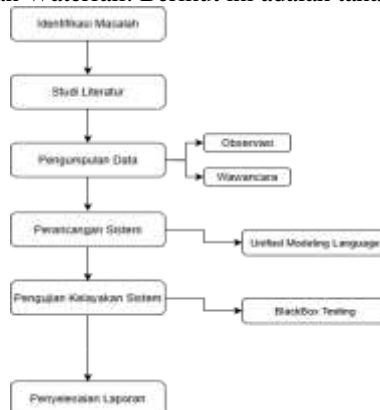 Identifikasi Masalah
Studi Literatur
Pengumpulan Data
Observasi
Wawancara
Perancangan Sistem
Unified Modeling Language
Pengujian Kelayakan Sistem
BlackBox Testing
Penyelesaian Laporan